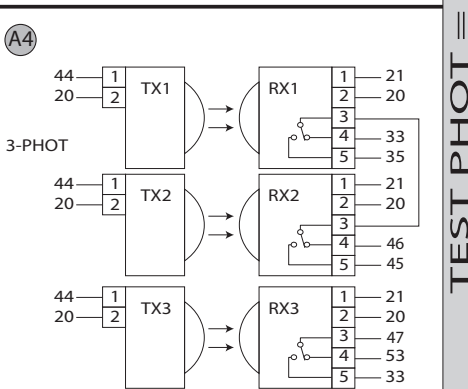 A4
3-PHOT
44 1 TX1 RX1 1 21
20 2 2 20
3
4 33
5 35
44 1 TX2 RX2 1 21
20 2 2 20
3
4 46
5 45
44 1 TX3 RX3 1 21
20 2 2 20
3 47
4 53
5 33
TEST PHOT =